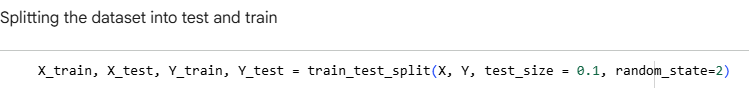 Splitting the dataset into test and train
X_train, X_test, Y_train, Y_test = train_test_split(X, Y, test_size = 0.1, random_state=2)